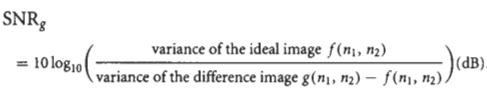 SNRg
= 10 log10 ( variance of the ideal image f(n1, n2) / variance of the difference image g(n1, n2) − f(n1, n2) ) (dB).